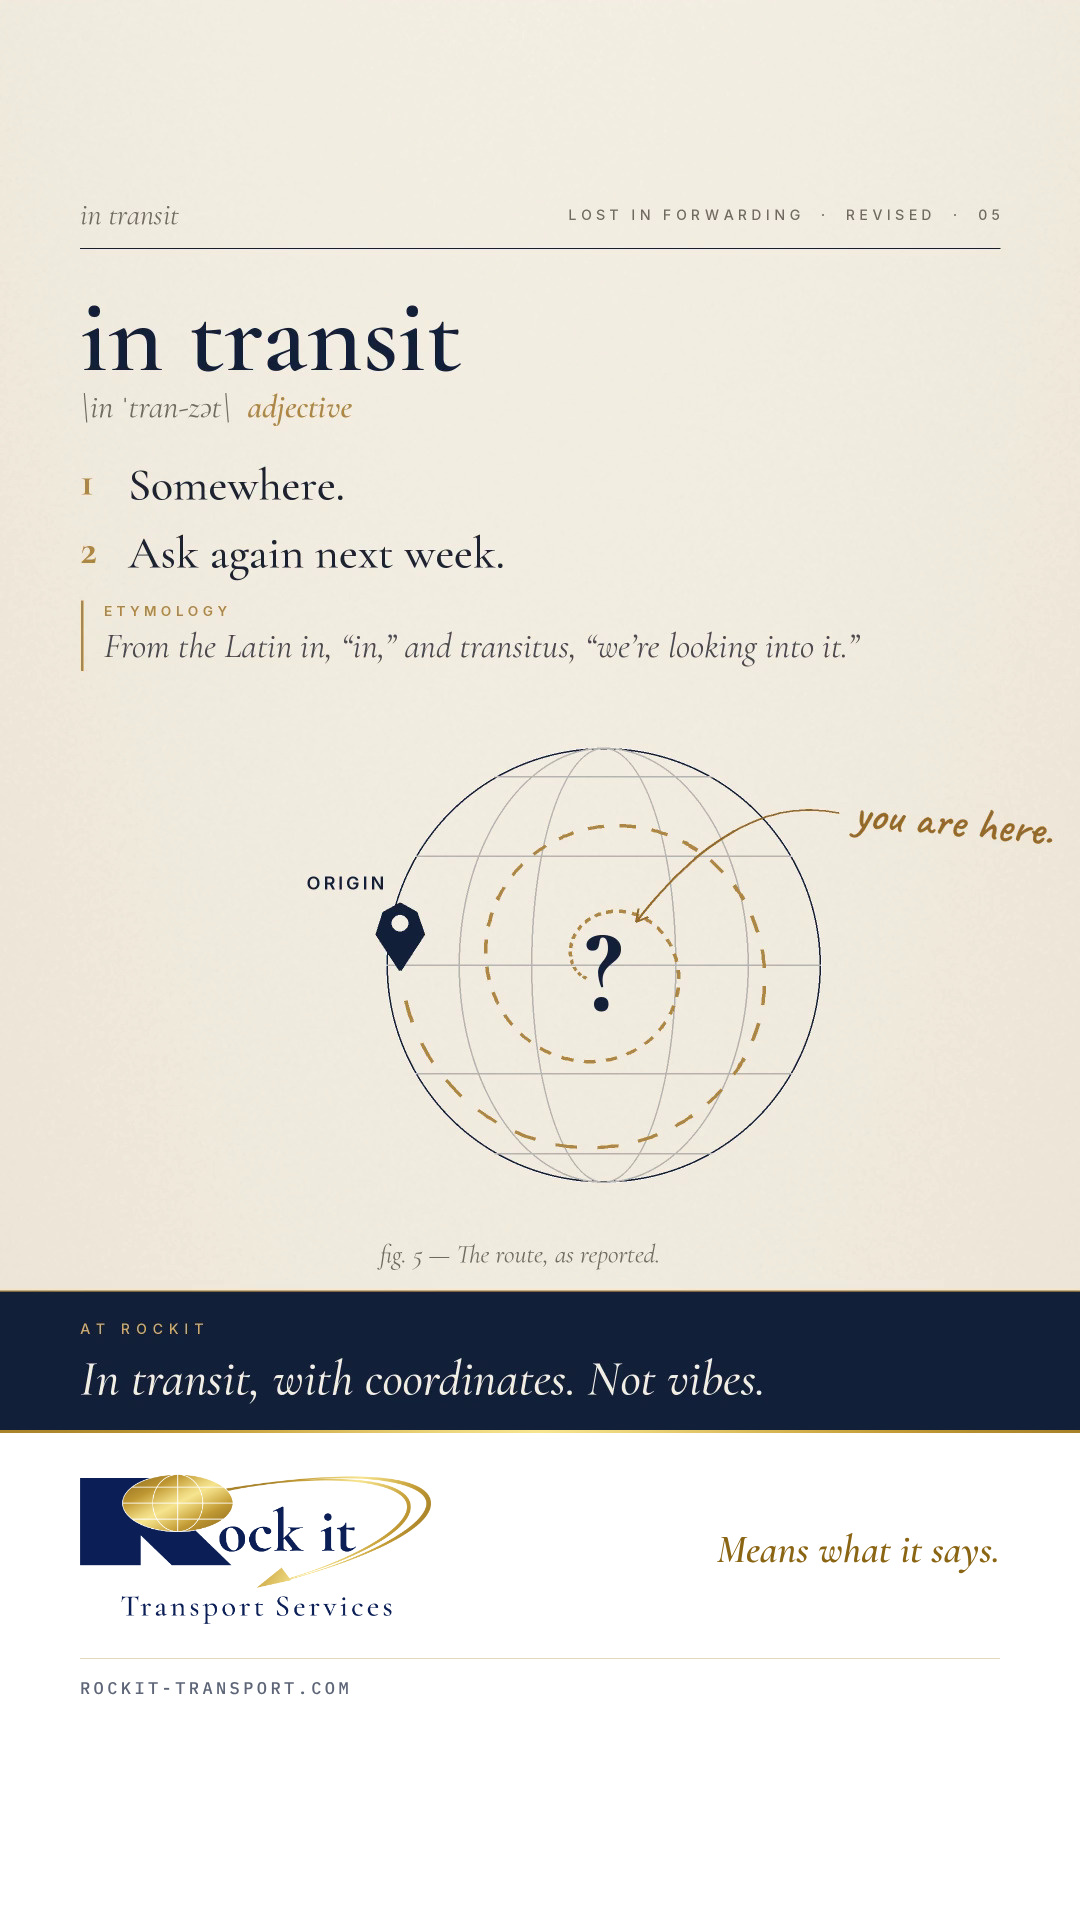 in transit
LOST IN FORWARDING · REVISED · 05
in transit
\in ˈtran-zət\ adjective
1 Somewhere.
2 Ask again next week.
ETYMOLOGY
From the Latin in, “in,” and transitus, “we’re looking into it.”
you are here.
ORIGIN
?
fig. 5 — The route, as reported.
AT ROCKIT
In transit, with coordinates. Not vibes.
Rock it
Transport Services
Means what it says.
ROCKIT-TRANSPORT.COM